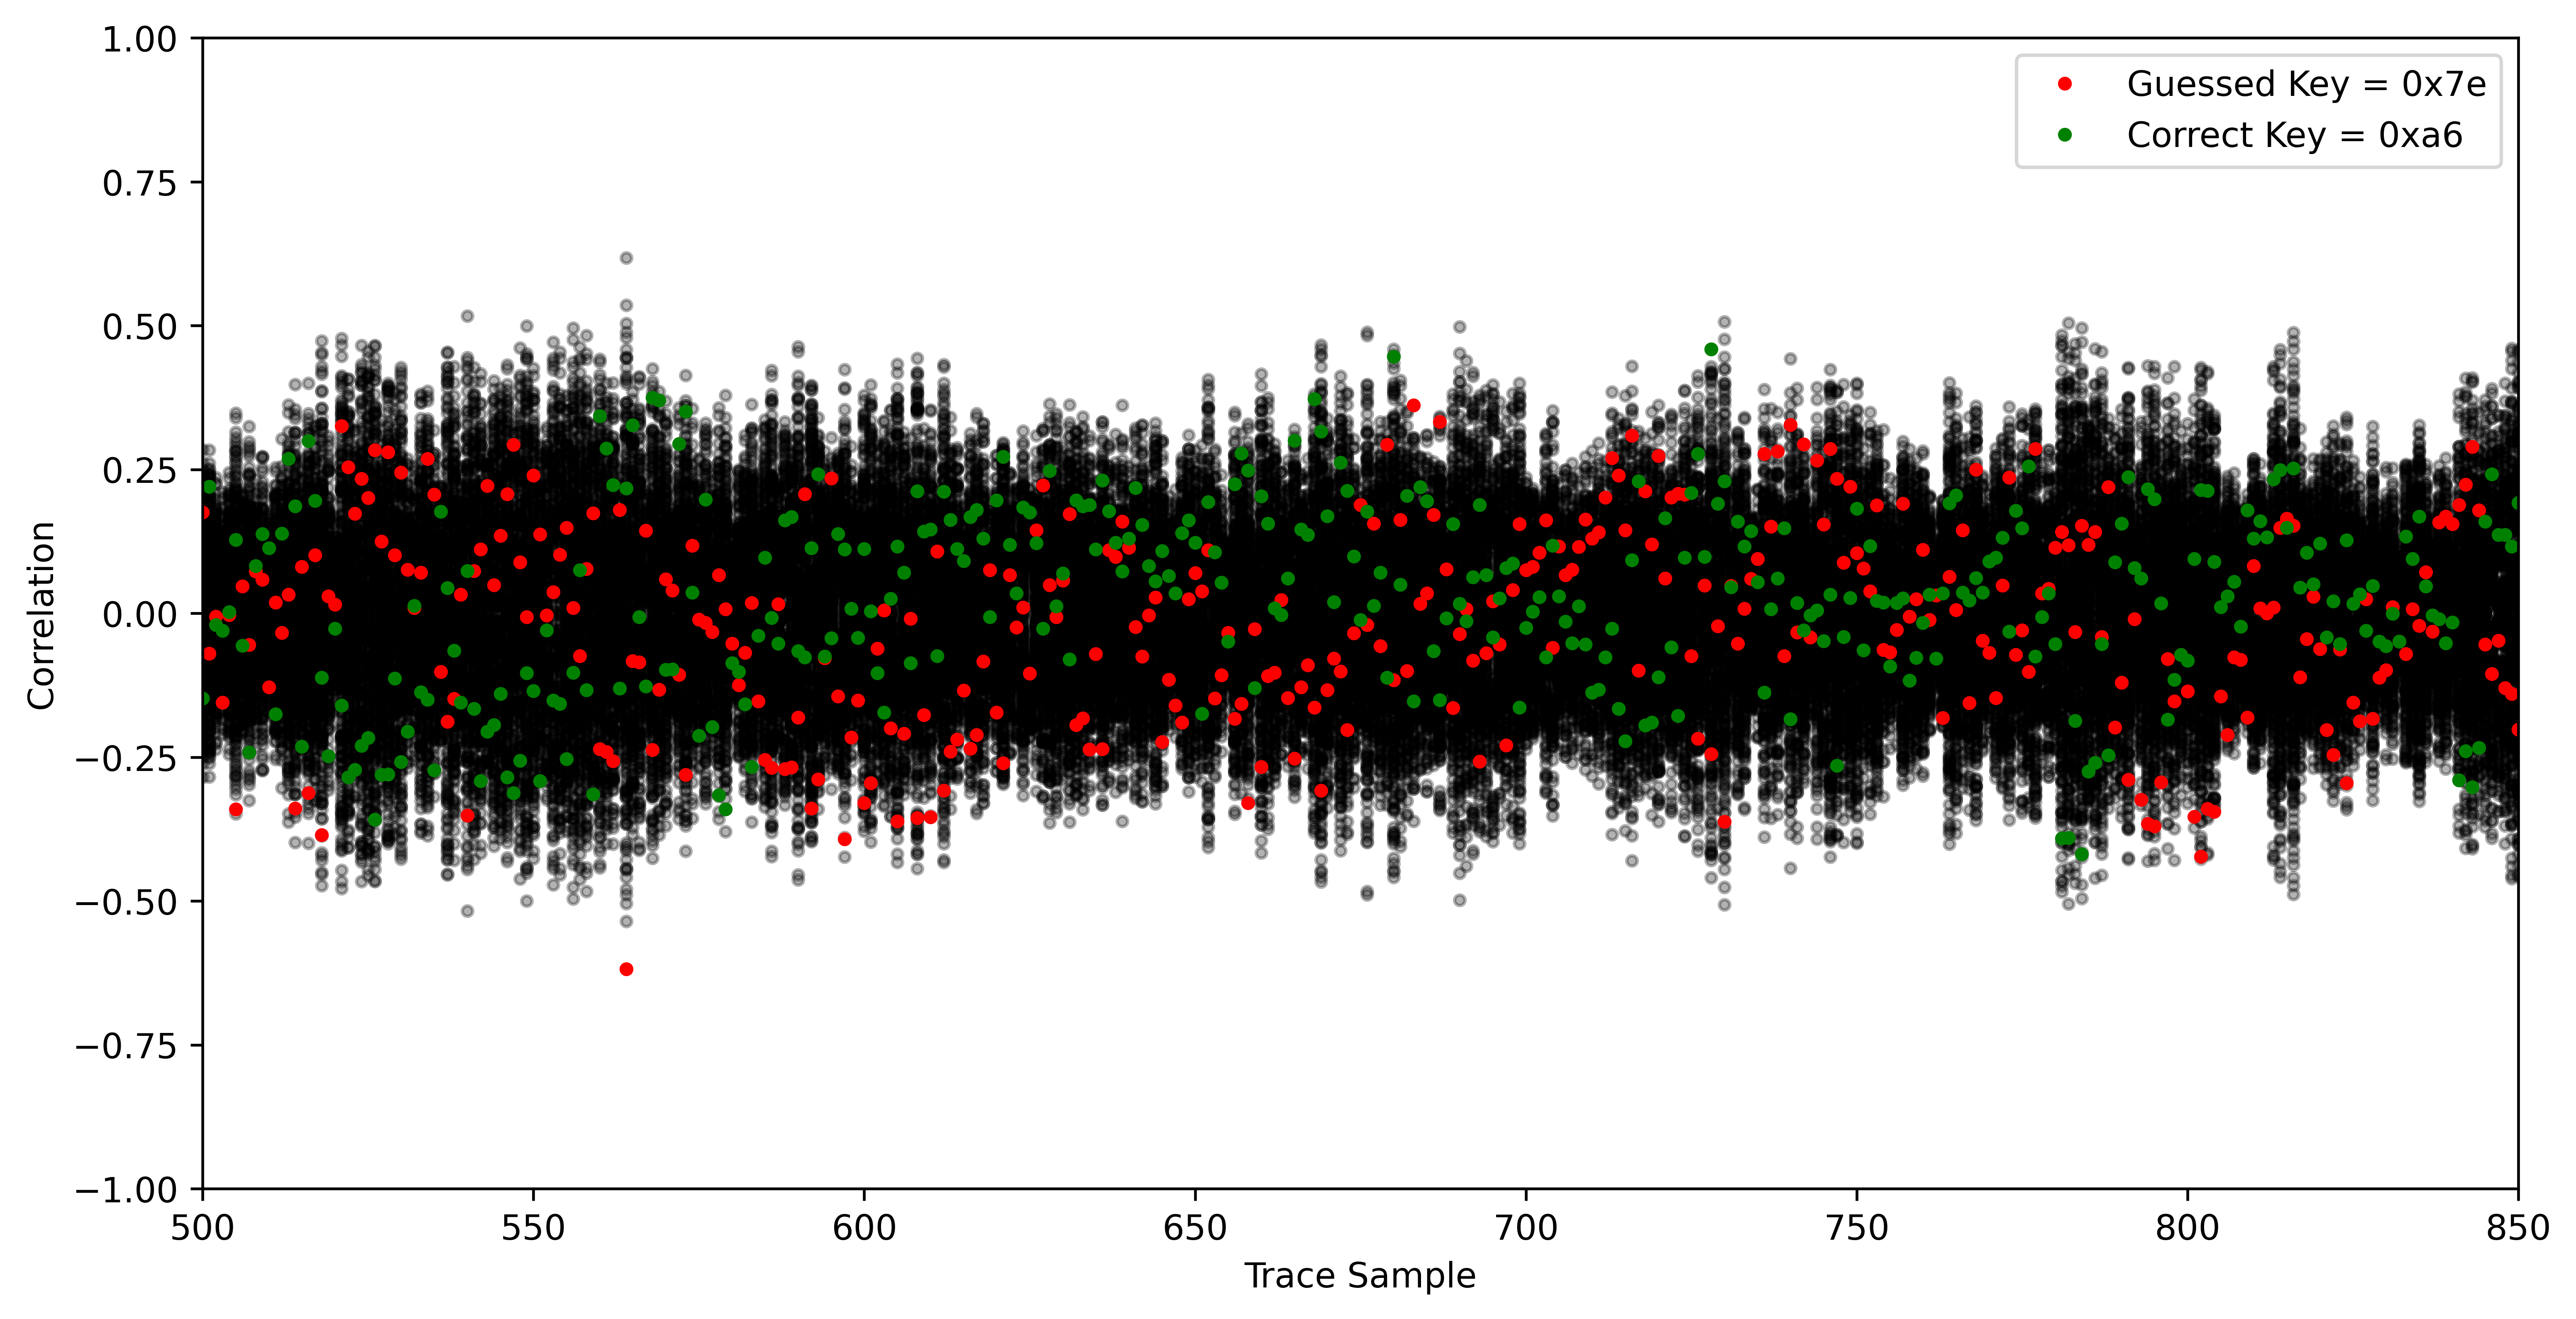 1.00
0.75
0.50
0.25
0.00
−0.25
−0.50
−0.75
−1.00
Correlation
500 550 600 650 700 750 800 850
Trace Sample
Guessed Key = 0x7e
Correct Key = 0xa6